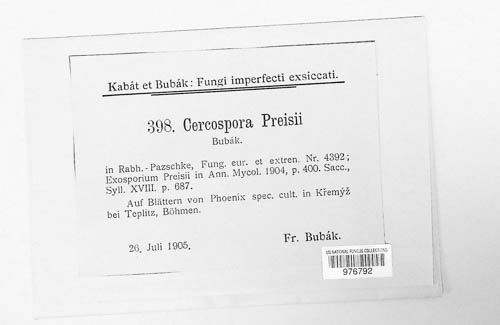 Kabát et Bubák: Fungi imperfecti exsiccati.
398. Cercospora Preisii
Bubák.
in Rabh.-Pazschke, Fung. eur. et extren. Nr. 4392;
Exosporium Preisii in Ann. Mycol. 1904, p. 400. Sacc.,
Syll. XVIII. p. 687.
Auf Blättern von Phoenix spec. cult. in Křemýž
bei Teplitz, Böhmen.
26. Juli 1905.
Fr. Bubák.
US NATIONAL FUNGUS COLLECTIONS
976792